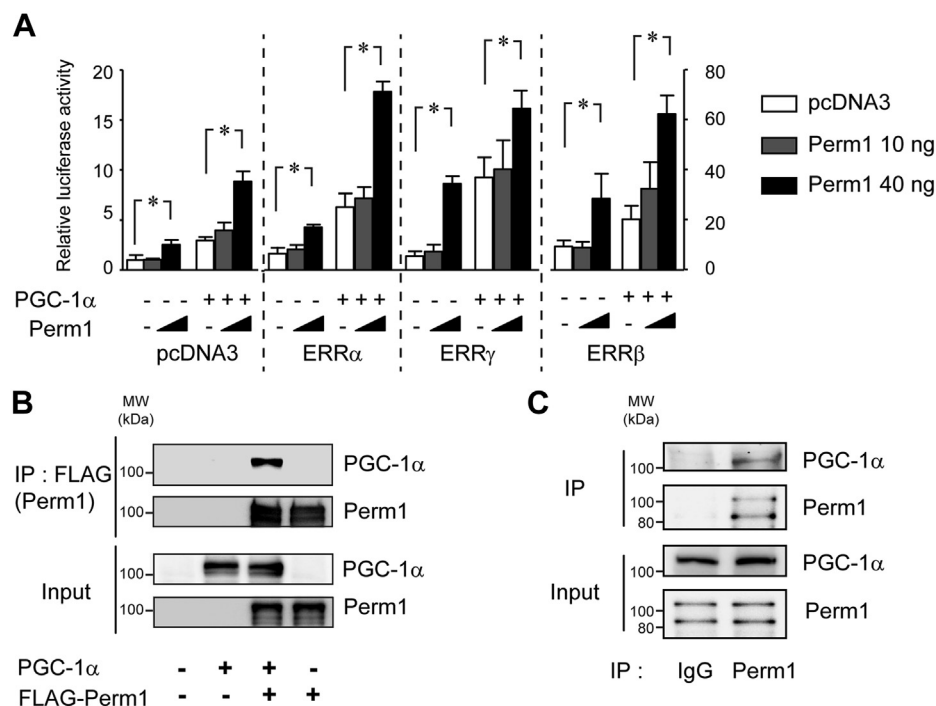 A
Relative luciferase activity
20
15
10
5
0
* * * * * * * *
80
60
40
20
0
pcDNA3
Perm1 10 ng
Perm1 40 ng
PGC-1α - - - + + + - - - + + + - - - + + + - - - + + +
Perm1 - - - - - - - -
pcDNA3 ERRα ERRγ ERRβ
B
MW
(kDa)
IP : FLAG
(Perm1)
100
PGC-1α
100
Perm1
Input
100
PGC-1α
100
Perm1
PGC-1α - + + -
FLAG-Perm1 - - + +
C
MW
(kDa)
IP
100
PGC-1α
100
80
Perm1
Input
100
PGC-1α
100
80
Perm1
IP : IgG Perm1